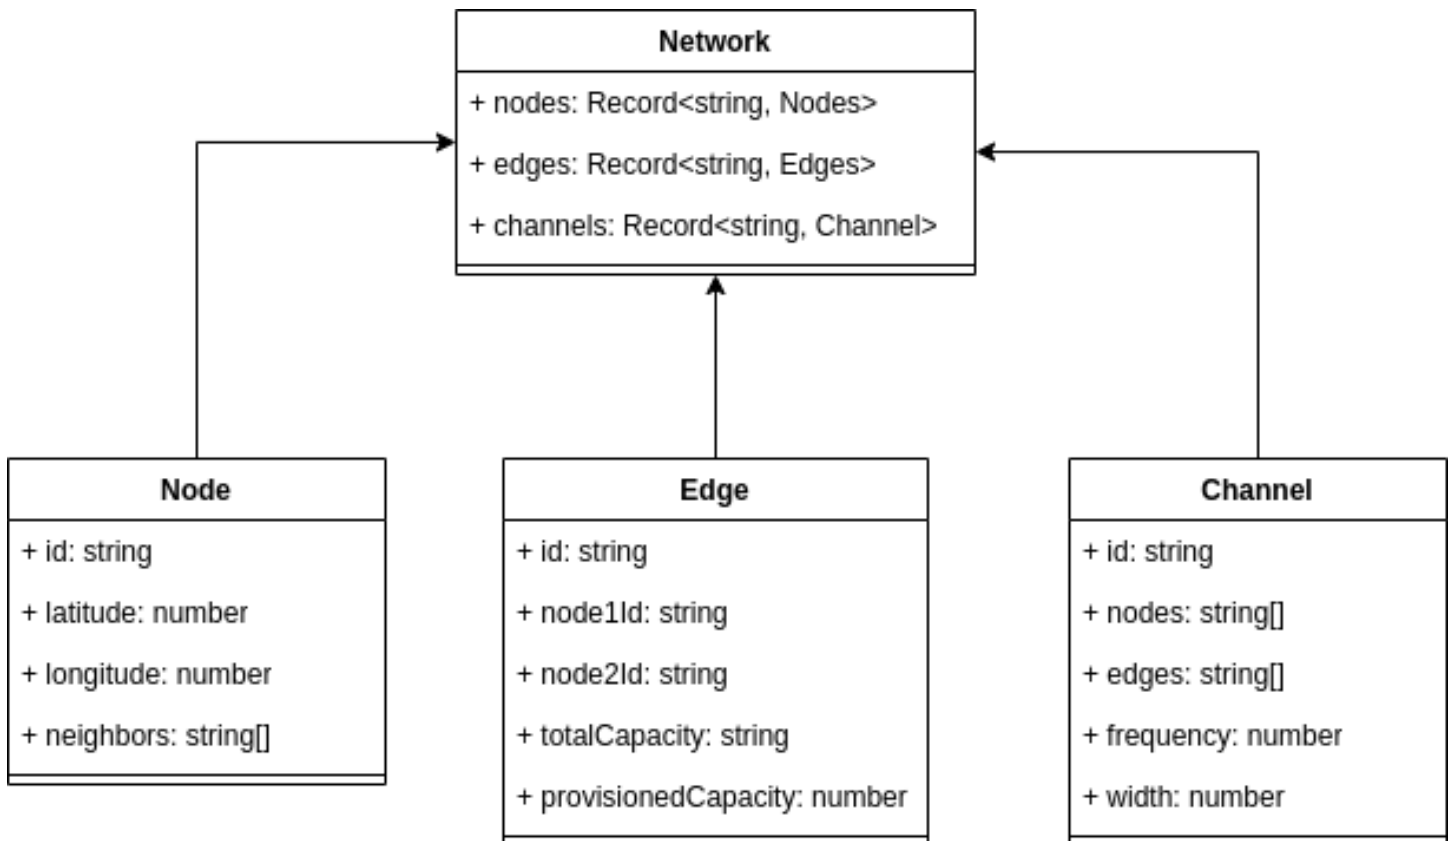 Network
+ nodes: Record<string, Nodes>
+ edges: Record<string, Edges>
+ channels: Record<string, Channel>
Node
+ id: string
+ latitude: number
+ longitude: number
+ neighbors: string[]
Edge
+ id: string
+ node1Id: string
+ node2Id: string
+ totalCapacity: string
+ provisionedCapacity: number
Channel
+ id: string
+ nodes: string[]
+ edges: string[]
+ frequency: number
+ width: number